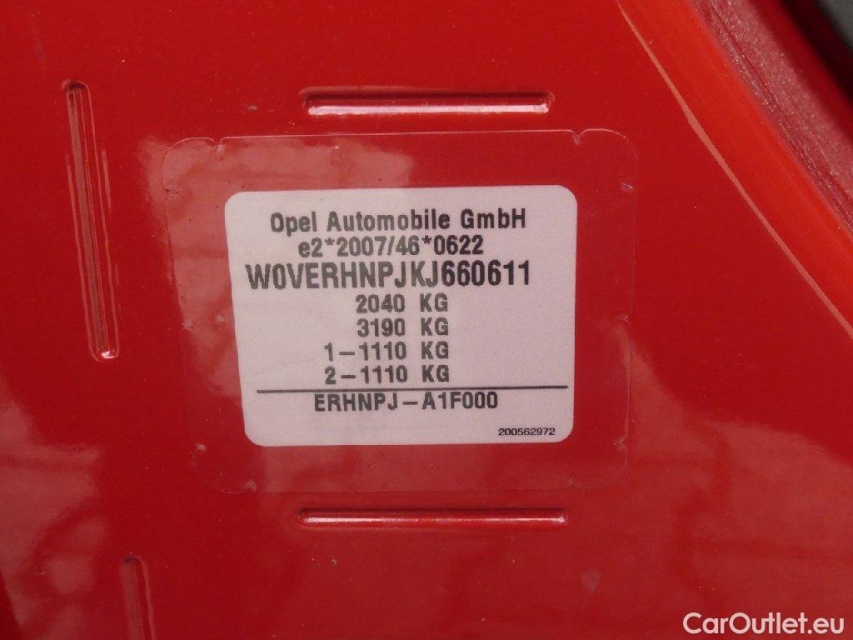 Opel Automobile GmbH
e2*2007/46*0622
W0VERHNPJKJ660611
2040 KG
3190 KG
1-1110 KG
2-1110 KG
ERHNPJ-A1F000
200562972
CarOutlet.eu